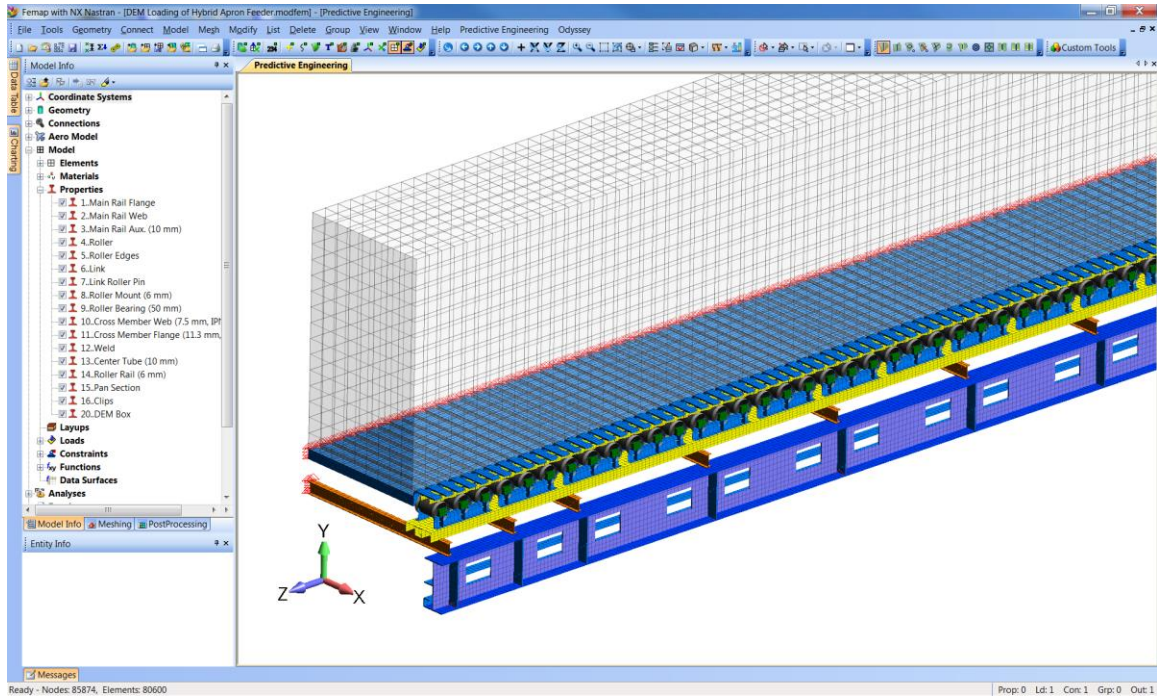 Femap with NX Nastran - [DEM Loading of Hybrid Apron Feeder.modfem] - [Predictive Engineering]
File Tools Geometry Connect Model Mesh Modify List Delete Group View Window Help Predictive Engineering Odyssey
Custom Tools
Model Info
Predictive Engineering
Data Table
Charting
Coordinate Systems
Geometry
Connections
Aero Model
Model
Elements
Materials
Properties
1..Main Rail Flange
2..Main Rail Web
3..Main Rail Aux. (10 mm)
4..Roller
5..Roller Edges
6..Link
7..Link Roller Pin
8..Roller Mount (6 mm)
9..Roller Bearing (50 mm)
10..Cross Member Web (7.5 mm, IPN
11..Cross Member Flange (11.3 mm,
12..Weld
13..Center Tube (10 mm)
14..Roller Rail (6 mm)
15..Pan Section
16..Clips
20..DEM Box
Layups
Loads
Constraints
Functions
Data Surfaces
Analyses
Model Info Meshing PostProcessing
Entity Info
Y
Z
X
Messages
Ready - Nodes: 85874, Elements: 80600 Prop: 0 Ld: 1 Con: 1 Grp: 0 Out: 1